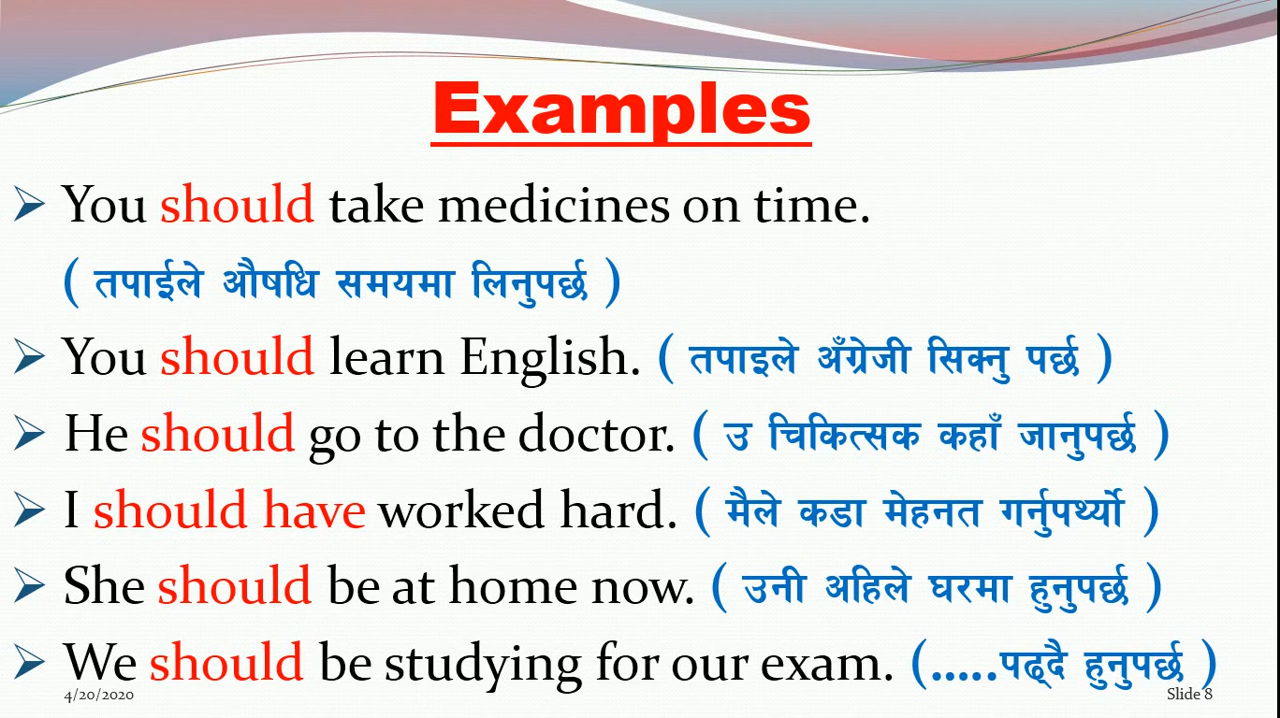 Examples
➢ You should take medicines on time.
( तपाईले औषधि समयमा लिनुपर्छ )
➢ You should learn English. ( तपाइले अँग्रेजी सिक्नु पर्छ )
➢ He should go to the doctor. ( उ चिकित्सक कहाँ जानुपर्छ )
➢ I should have worked hard. ( मैले कडा मेहनत गर्नुपर्थ्यो )
➢ She should be at home now. ( उनी अहिले घरमा हुनुपर्छ )
➢ We should be studying for our exam. (.....पढ्दै हुनुपर्छ )
4/20/2020 Slide 8